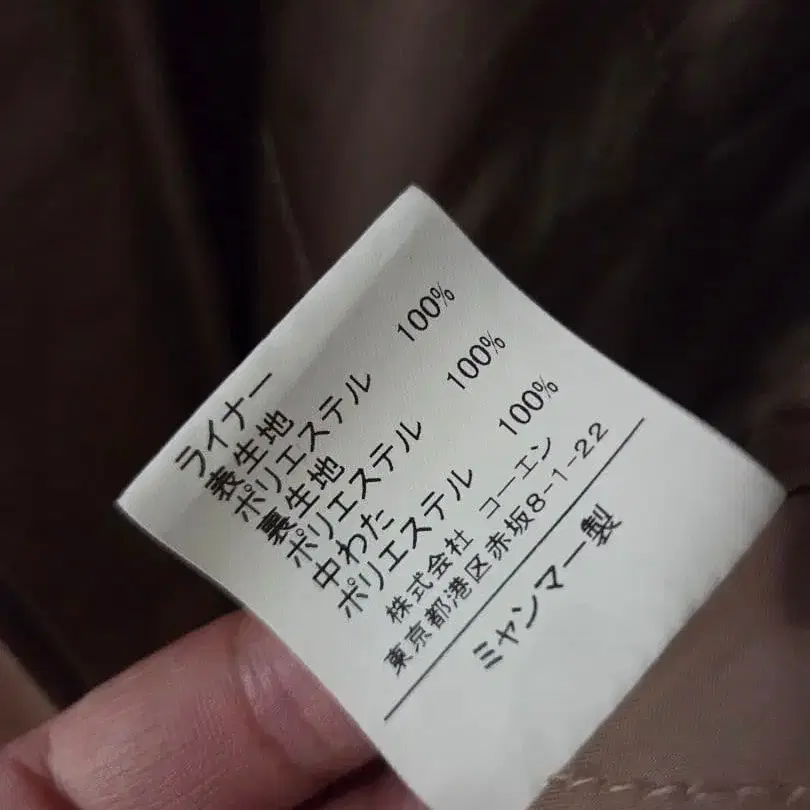 ライナー
表生地
ポリエステル 100%
裏生地
ポリエステル 100%
中わた
ポリエステル 100%
株式会社 コーエン
東京都港区赤坂8-1-22
ミャンマー製